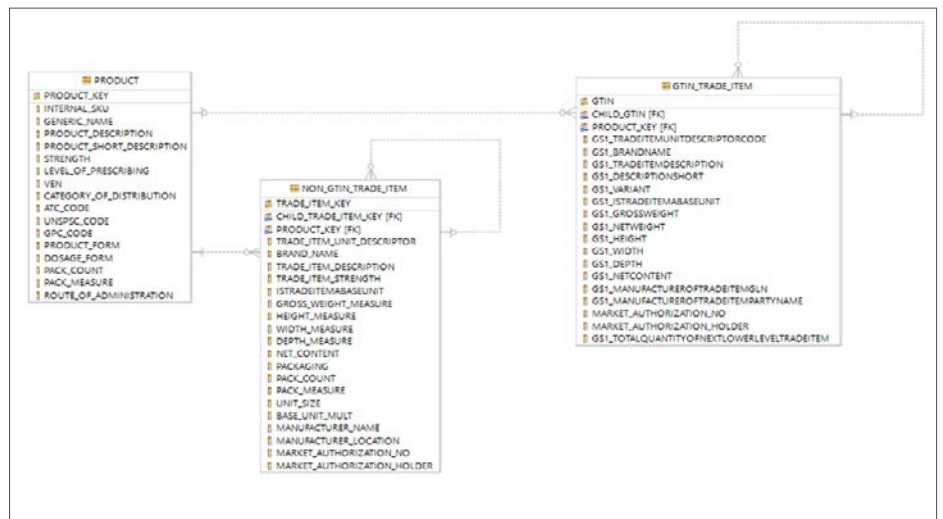 PRODUCT
PRODUCT_KEY
INTERNAL_SKU
GENERIC_NAME
PRODUCT_DESCRIPTION
PRODUCT_SHORT_DESCRIPTION
STRENGTH
LEVEL_OF_PRESCRIBING
VEN
CATEGORY_OF_DISTRIBUTION
ATC_CODE
UNSPSC_CODE
GPC_CODE
PRODUCT_FORM
DOSAGE_FORM
PACK_COUNT
PACK_MEASURE
ROUTE_OF_ADMINISTRATION
NON_GTIN_TRADE_ITEM
TRADE_ITEM_KEY
CHILD_TRADE_ITEM_KEY [FK]
PRODUCT_KEY [FK]
TRADE_ITEM_UNIT_DESCRIPTOR
BRAND_NAME
TRADE_ITEM_DESCRIPTION
TRADE_ITEM_STRENGTH
ISTRADEITEMABASEUNIT
GROSS_WEIGHT_MEASURE
HEIGHT_MEASURE
WIDTH_MEASURE
DEPTH_MEASURE
NET_CONTENT
PACKAGING
PACK_COUNT
PACK_MEASURE
UNIT_SIZE
BASE_UNIT_MULT
MANUFACTURER_NAME
MANUFACTURER_LOCATION
MARKET_AUTHORIZATION_NO
MARKET_AUTHORIZATION_HOLDER
GTIN_TRADE_ITEM
GTIN
CHILD_GTIN [FK]
PRODUCT_KEY [FK]
GS1_TRADEITEMUNITDESCRIPTORCODE
GS1_BRANDNAME
GS1_TRADEITEMDESCRIPTION
GS1_DESCRIPTIONSHORT
GS1_VARIANT
GS1_ISTRADEITEMABASEUNIT
GS1_GROSSWEIGHT
GS1_NETWEIGHT
GS1_HEIGHT
GS1_WIDTH
GS1_DEPTH
GS1_NETCONTENT
GS1_MANUFACTUREROFTRADEITEMGLN
GS1_MANUFACTUREROFTRADEITEMPARTYNAME
MARKET_AUTHORIZATION_NO
MARKET_AUTHORIZATION_HOLDER
GS1_TOTALQUANTITYOFNEXTLOWERLEVELTRADEITEM